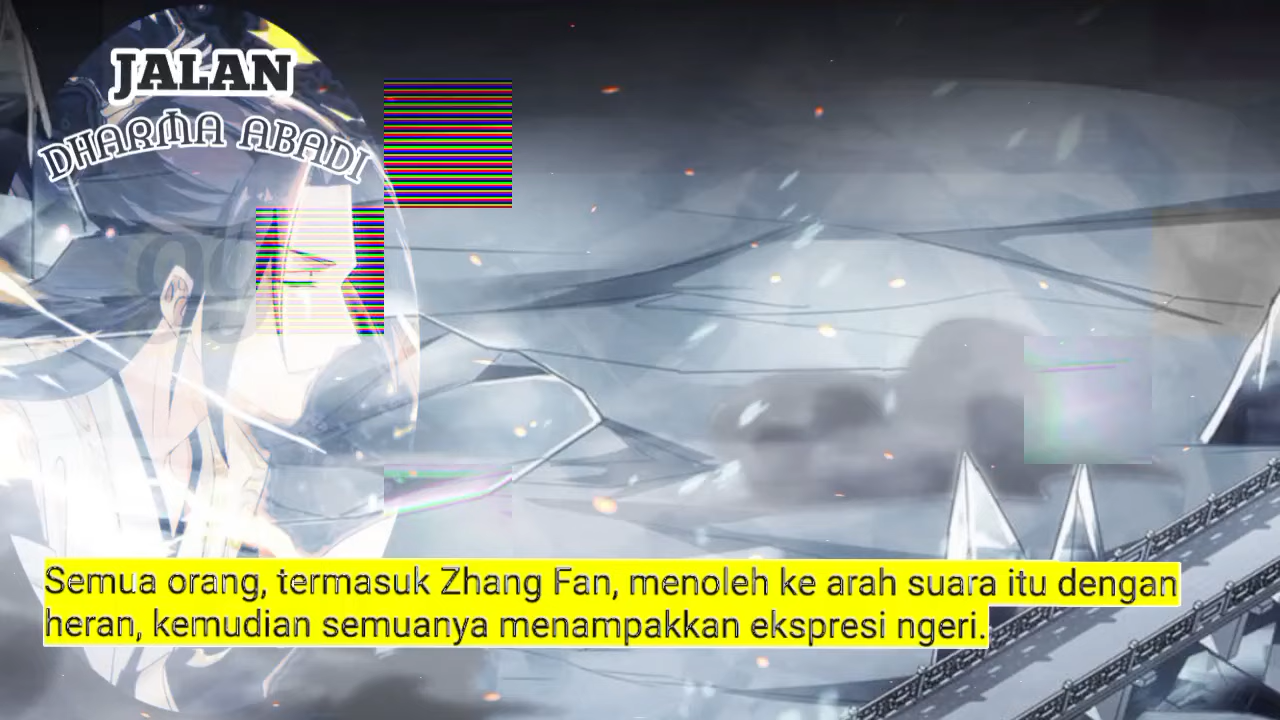 JALAN
DHARMA ABADI
Semua orang, termasuk Zhang Fan, menoleh ke arah suara itu dengan
heran, kemudian semuanya menampakkan ekspresi ngeri.